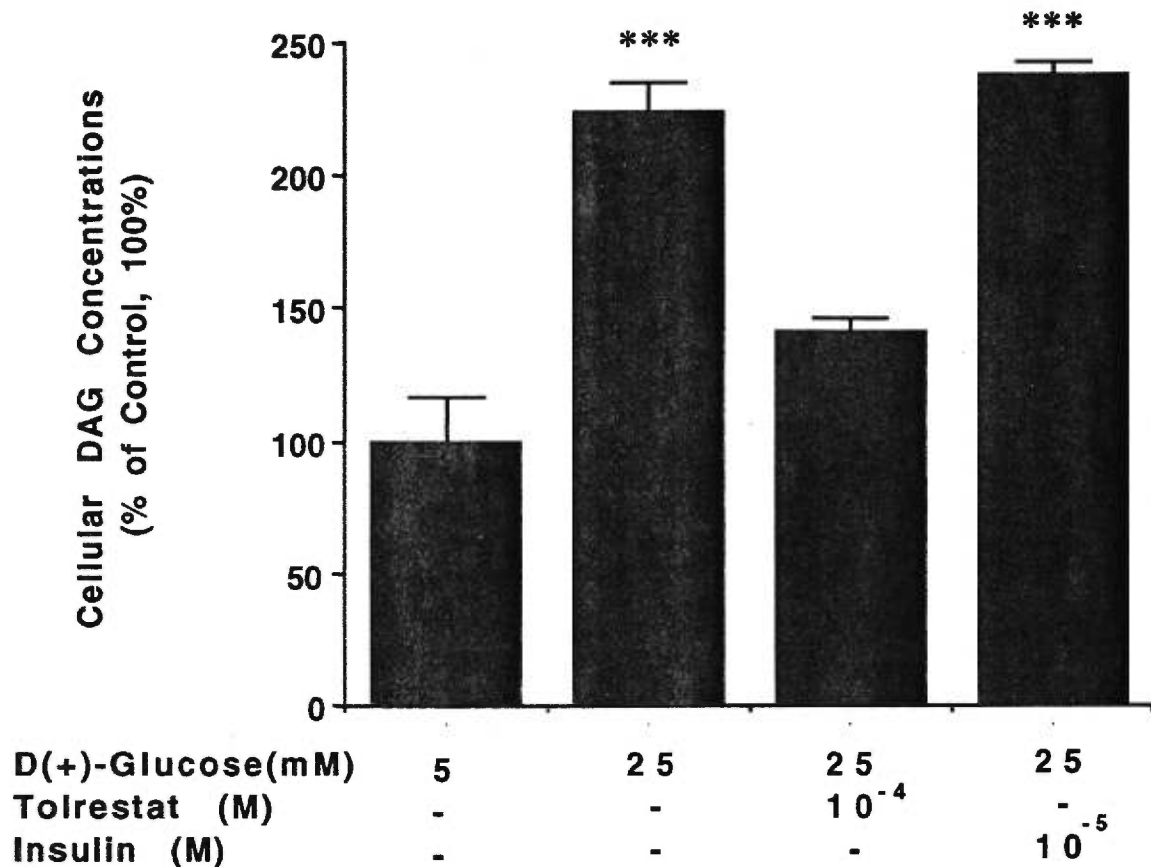 Cellular DAG Concentrations
(% of Control, 100%)
*** ***
250
200
150
100
50
0
D(+)-Glucose(mM) 5 25 25 25
Tolrestat (M) - - 10⁻⁴ -
Insulin (M) - - - 10⁻⁵